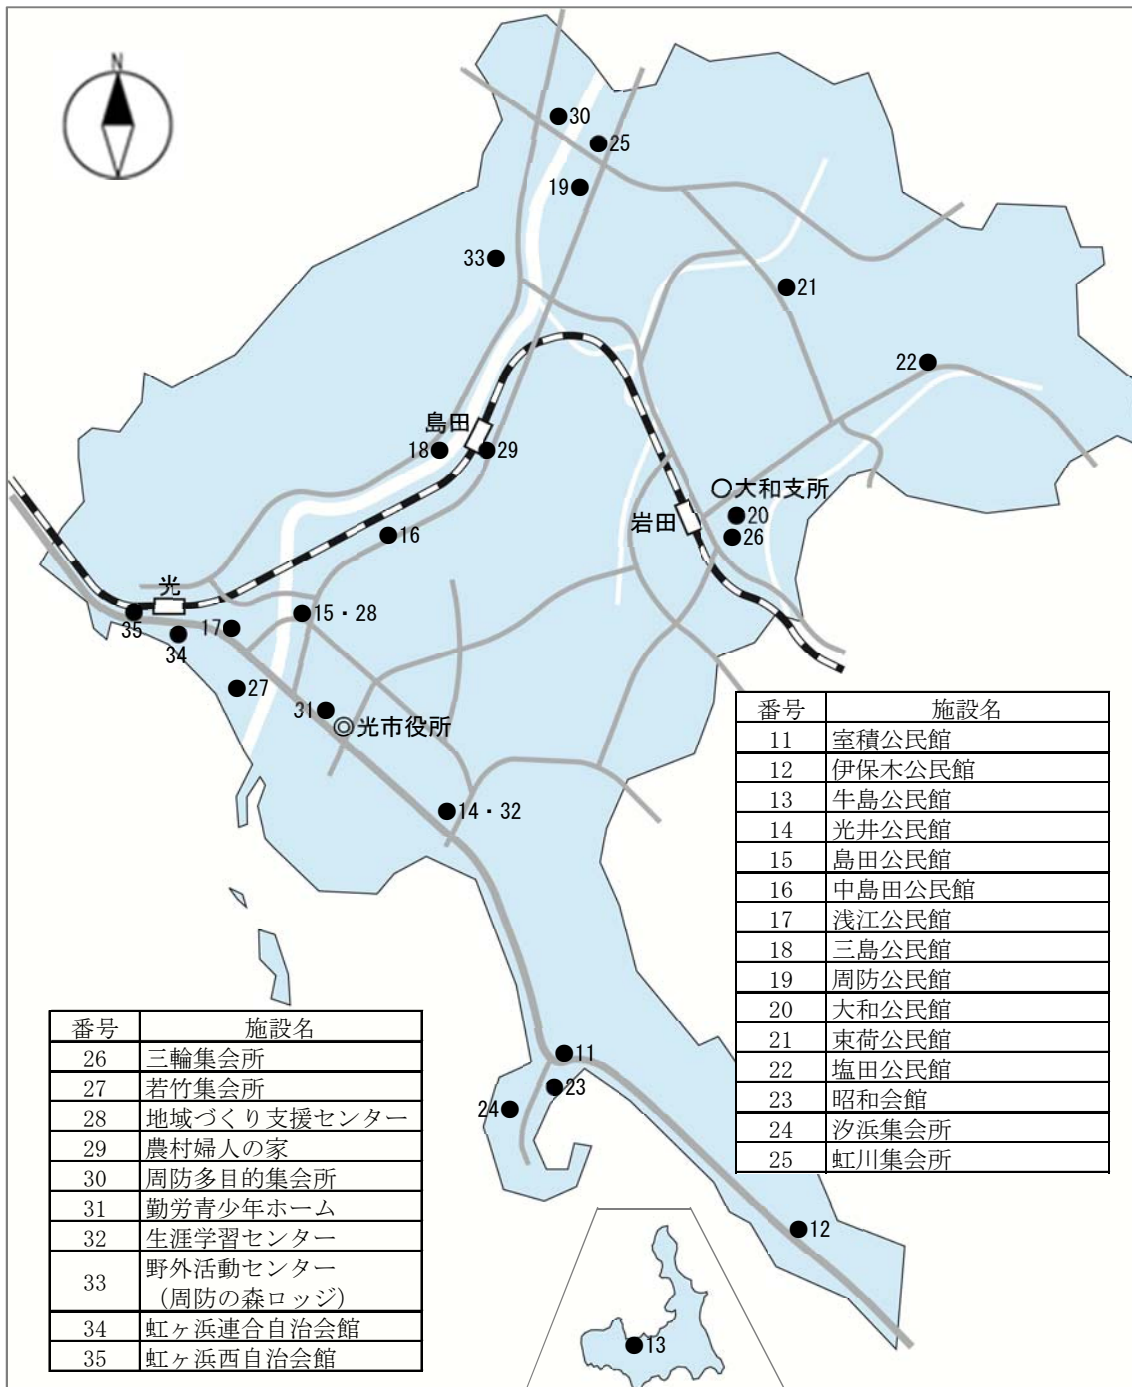 N
30
25
19
33
21
22
島田
18
29
大和支所
20
岩田
26
16
光
35
34
17
15・28
27
31
光市役所
14・32
11
23
24
12
13
番号 施設名
11 室積公民館
12 伊保木公民館
13 牛島公民館
14 光井公民館
15 島田公民館
16 中島田公民館
17 浅江公民館
18 三島公民館
19 周防公民館
20 大和公民館
21 束荷公民館
22 塩田公民館
23 昭和会館
24 汐浜集会所
25 虹川集会所
番号 施設名
26 三輪集会所
27 若竹集会所
28 地域づくり支援センター
29 農村婦人の家
30 周防多目的集会所
31 勤労青少年ホーム
32 生涯学習センター
33 野外活動センター
（周防の森ロッジ）
34 虹ヶ浜連合自治会館
35 虹ヶ浜西自治会館